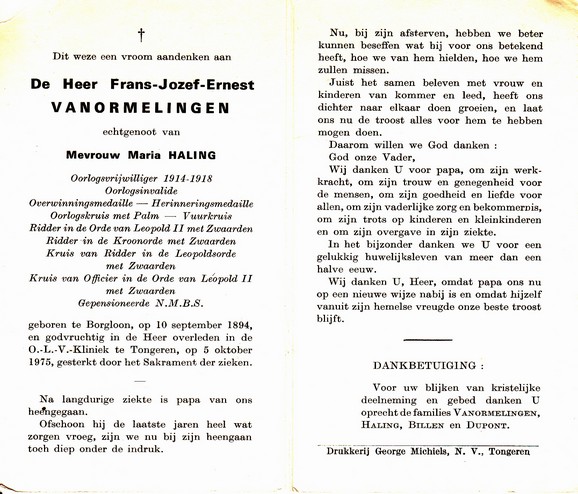 Dit weze een vroom aandenken aan
De Heer Frans-Jozef-Ernest
VANORMELINGEN
echtgenoot van
Mevrouw Maria HALING
Oorlogsvrijwilliger 1914-1918
Oorlogsinvalide
Overwinningsmedaille — Herinneringsmedaille
Oorlogskruis met Palm — Vuurkruis
Ridder in de Orde van Leopold II met Zwaarden
Ridder in de Kroonorde met Zwaarden
Kruis van Ridder in de Leopoldsorde
met Zwaarden
Kruis van Officier in de Orde van Léopold II
met Zwaarden
Gepensioneerde N.M.B.S.
geboren te Borgloon, op 10 september 1894,
en godvruchtig in de Heer overleden in de
O.-L.-V.-Kliniek te Tongeren, op 5 oktober
1975, gesterkt door het Sakrament der zieken.
Na langdurige ziekte is papa van ons
heengegaan.
Ofschoon hij de laatste jaren heel wat
zorgen vroeg, zijn we nu bij zijn heengaan
toch diep onder de indruk.
Nu, bij zijn afsterven, hebben we beter
kunnen beseffen wat hij voor ons betekend
heeft, hoe we van hem hielden, hoe we hem
zullen missen.
Juist het samen beleven met vrouw en
kinderen van kommer en leed, heeft ons
dichter naar elkaar doen groeien, en laat
ons nu de troost alles voor hem te hebben
mogen doen.
Daarom willen we God danken :
God onze Vader,
Wij danken U voor papa, om zijn werk-
kracht, om zijn trouw en genegenheid voor
de mensen, om zijn goedheid en liefde voor
allen, om zijn vaderlijke zorg en bekommernis,
om zijn trots op kinderen en kleinkinderen
en om zijn overgave in zijn ziekte.
In het bijzonder danken we U voor een
gelukkig huwelijksleven van meer dan een
halve eeuw.
Wij danken U, Heer, omdat papa ons nu
op een nieuwe wijze nabij is en omdat hijzelf
vanuit zijn hemelse vreugde onze beste troost
blijft.
DANKBETUIGING :
Voor uw blijken van kristelijke
deelneming en gebed danken U
oprecht de families VANORMELINGEN,
HALING, BILLEN en DUPONT.
Drukkerij George Michiels, N. V., Tongeren